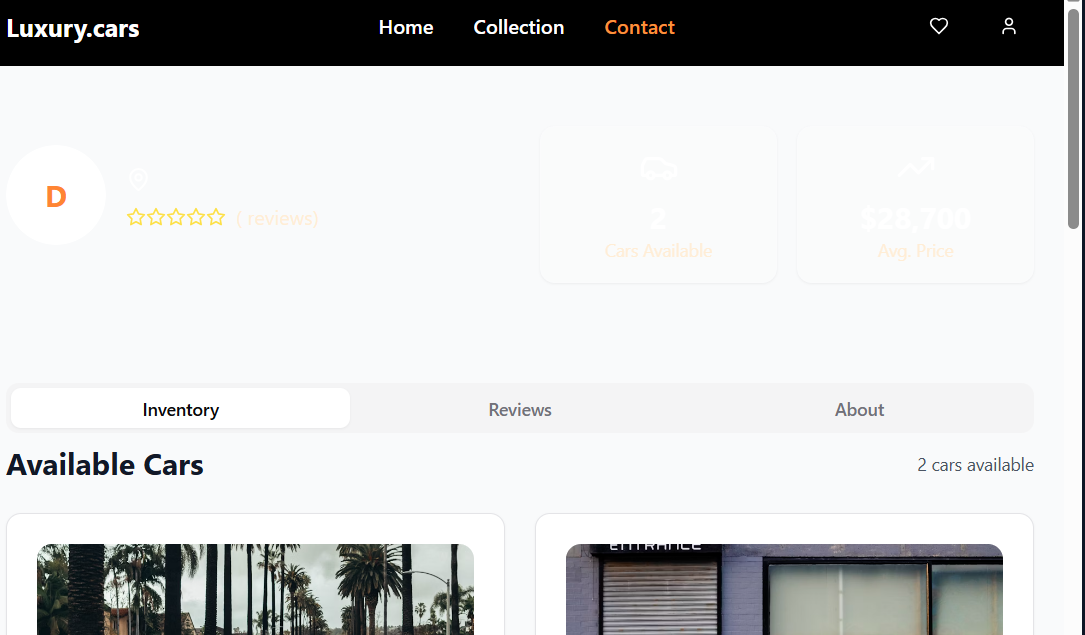 Luxury.cars Home Collection Contact
D
( reviews)
2
Cars Available
$28,700
Avg. Price
Inventory Reviews About
Available Cars 2 cars available
ENTRANCE